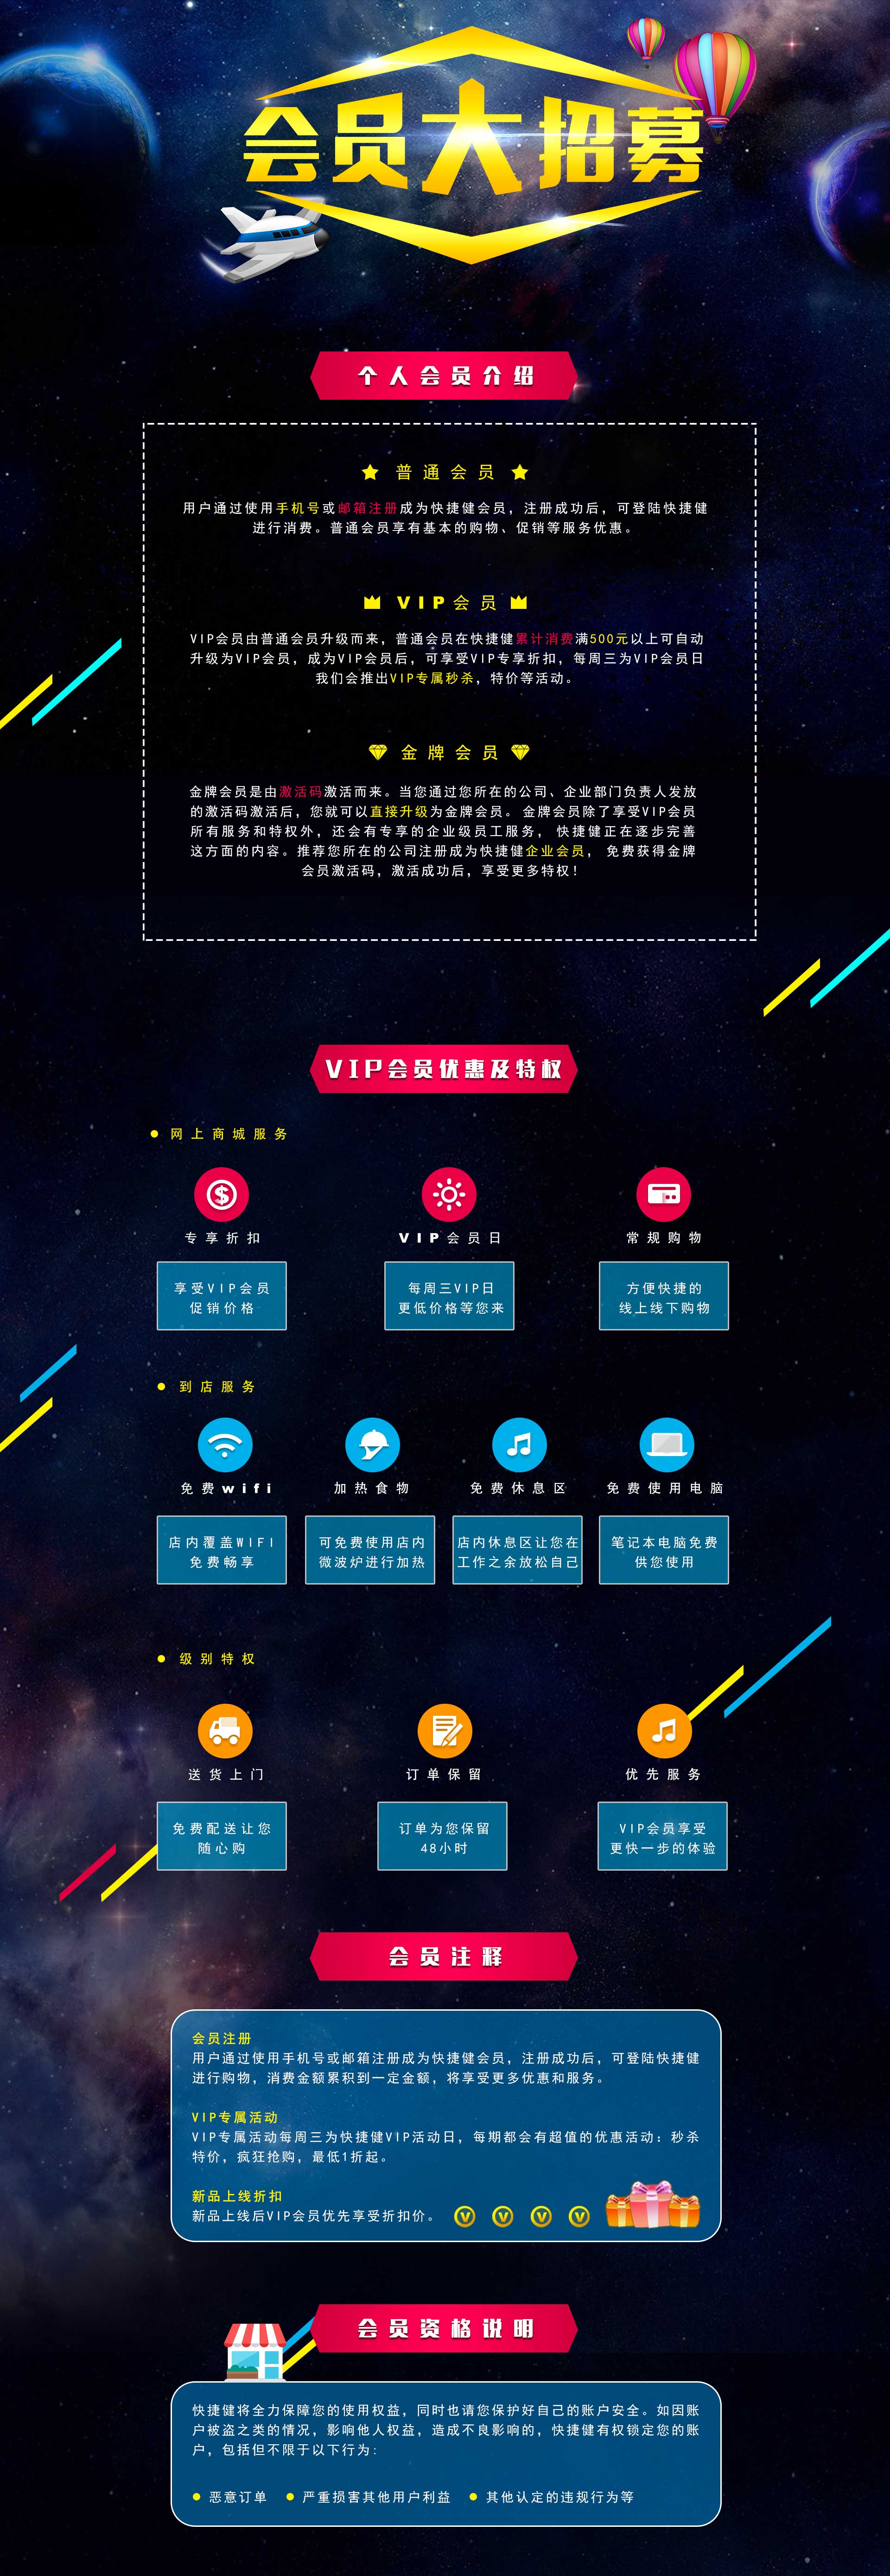 会员大招募
个人会员介绍
普通会员
用户通过使用手机号或邮箱注册成为快捷健会员，注册成功后，可登陆快捷健
进行消费。普通会员享有基本的购物、促销等服务优惠。
VIP会员
VIP会员由普通会员升级而来，普通会员在快捷健累计消费满500元以上可自动
升级为VIP会员，成为VIP会员后，可享受VIP专享折扣，每周三为VIP会员日
我们会推出VIP专属秒杀，特价等活动。
金牌会员
金牌会员是由激活码激活而来。当您通过您所在的公司、企业部门负责人发放
的激活码激活后，您就可以直接升级为金牌会员。 金牌会员除了享受VIP会员
所有服务和特权外，还会有专享的企业级员工服务， 快捷健正在逐步完善
这方面的内容。推荐您所在的公司注册成为快捷健企业会员， 免费获得金牌
会员激活码，激活成功后，享受更多特权！
VIP会员优惠及特权
网上商城服务
专享折扣
VIP会员日
常规购物
享受VIP会员
促销价格
每周三VIP日
更低价格等您来
方便快捷的
线上线下购物
到店服务
免费wifi
加热食物
免费休息区
免费使用电脑
店内覆盖WIFI
免费畅享
可免费使用店内
微波炉进行加热
店内休息区让您在
工作之余放松自己
笔记本电脑免费
供您使用
级别特权
送货上门
订单保留
优先服务
免费配送让您
随心购
订单为您保留
48小时
VIP会员享受
更快一步的体验
会员注释
会员注册
用户通过使用手机号或邮箱注册成为快捷健会员，注册成功后，可登陆快捷健
进行购物，消费金额累积到一定金额，将享受更多优惠和服务。
VIP专属活动
VIP专属活动每周三为快捷健VIP活动日，每期都会有超值的优惠活动：秒杀
特价，疯狂抢购，最低1折起。
新品上线折扣
新品上线后VIP会员优先享受折扣价。
V V V V
会员资格说明
快捷健将全力保障您的使用权益，同时也请您保护好自己的账户安全。如因账
户被盗之类的情况，影响他人权益，造成不良影响的，快捷健有权锁定您的账
户，包括但不限于以下行为：
恶意订单 严重损害其他用户利益 其他认定的违规行为等